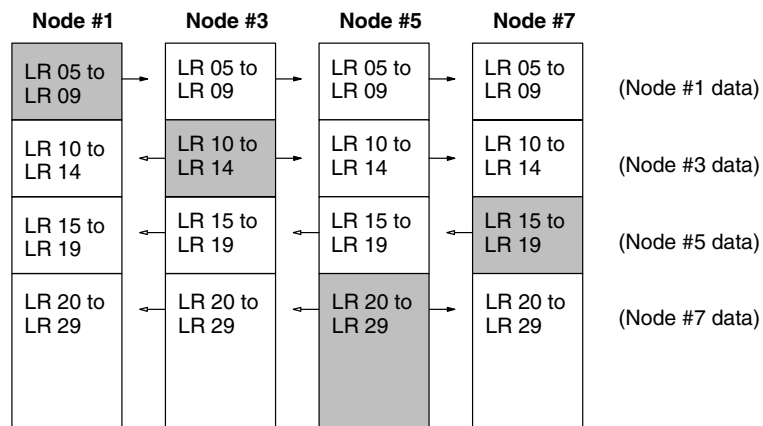 Node #1 Node #3 Node #5 Node #7
LR 05 to LR 05 to LR 05 to LR 05 to
LR 09 LR 09 LR 09 LR 09 (Node #1 data)
LR 10 to LR 10 to LR 10 to LR 10 to
LR 14 LR 14 LR 14 LR 14 (Node #3 data)
LR 15 to LR 15 to LR 15 to LR 15 to
LR 19 LR 19 LR 19 LR 19 (Node #5 data)
LR 20 to LR 20 to LR 20 to LR 20 to
LR 29 LR 29 LR 29 LR 29 (Node #7 data)